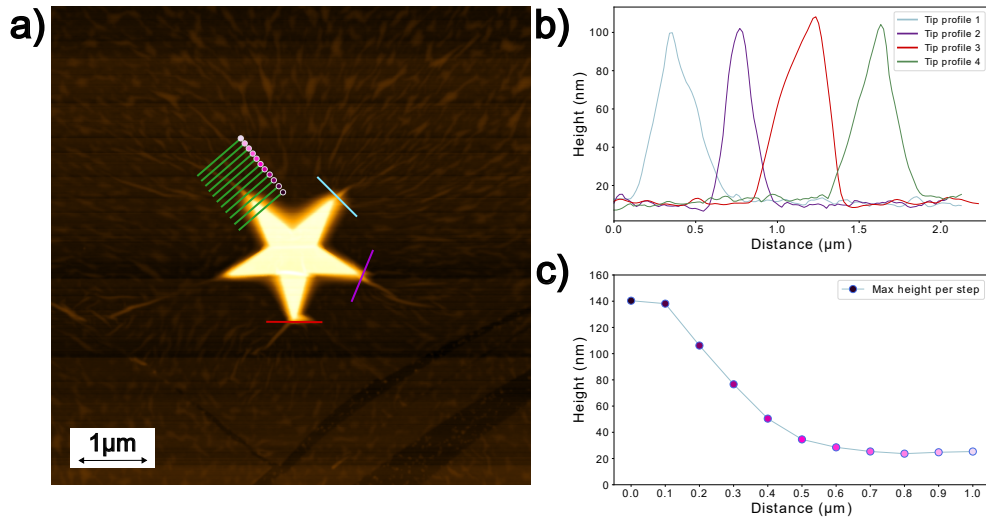 a)
1μm
b)
Tip profile 1
Tip profile 2
Tip profile 3
Tip profile 4
Height (nm)
100
80
60
40
20
0.0 0.5 1.0 1.5 2.0
Distance (μm)
c)
Max height per step
Height (nm)
160
140
120
100
80
60
40
20
0
0.0 0.1 0.2 0.3 0.4 0.5 0.6 0.7 0.8 0.9 1.0
Distance (μm)